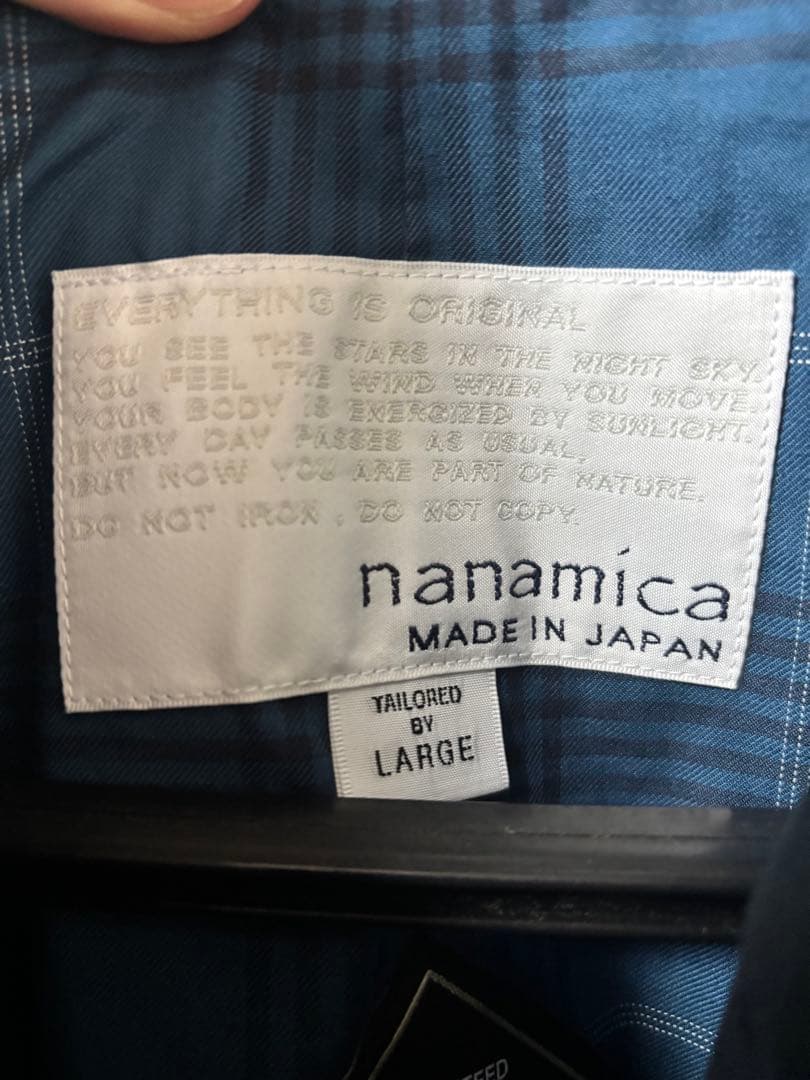 EVERYTHING IS ORIGINAL
YOU SEE THE STARS IN THE NIGHT SKY.
YOU FEEL THE WIND WHEN YOU MOVE.
YOUR BODY IS ENERGIZED BY SUNLIGHT.
EVERY DAY PASSES AS USUAL,
BUT NOW YOU ARE PART OF NATURE.
DO NOT IRON , DO NOT COPY.
nanamíca
MADE IN JAPAN
TAILORED
BY
LARGE